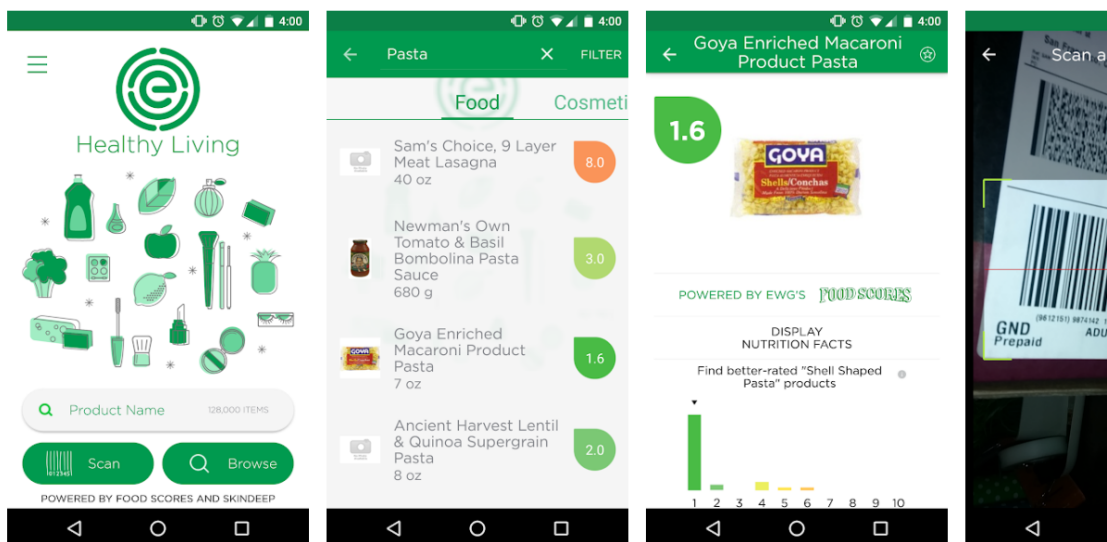 4:00
Healthy Living
Product Name
128,000 ITEMS
Scan
Browse
POWERED BY FOOD SCORES AND SKINDEEP
4:00
Pasta
FILTER
Food
Cosmeti
Sam's Choice, 9 Layer
Meat Lasagna
40 oz
8.0
Newman's Own
Tomato & Basil
Bombolina Pasta
Sauce
680 g
3.0
Goya Enriched
Macaroni Product
Pasta
7 oz
1.6
Ancient Harvest Lentil
& Quinoa Supergrain
Pasta
8 oz
2.0
4:00
Goya Enriched Macaroni
Product Pasta
1.6
GOYA
Shells/Conchas
POWERED BY EWG'S FOOD SCORES
DISPLAY
NUTRITION FACTS
Find better-rated "Shell Shaped
Pasta" products
1 2 3 4 5 6 7 8 9 10
Scan a
GND
Prepaid
ADU